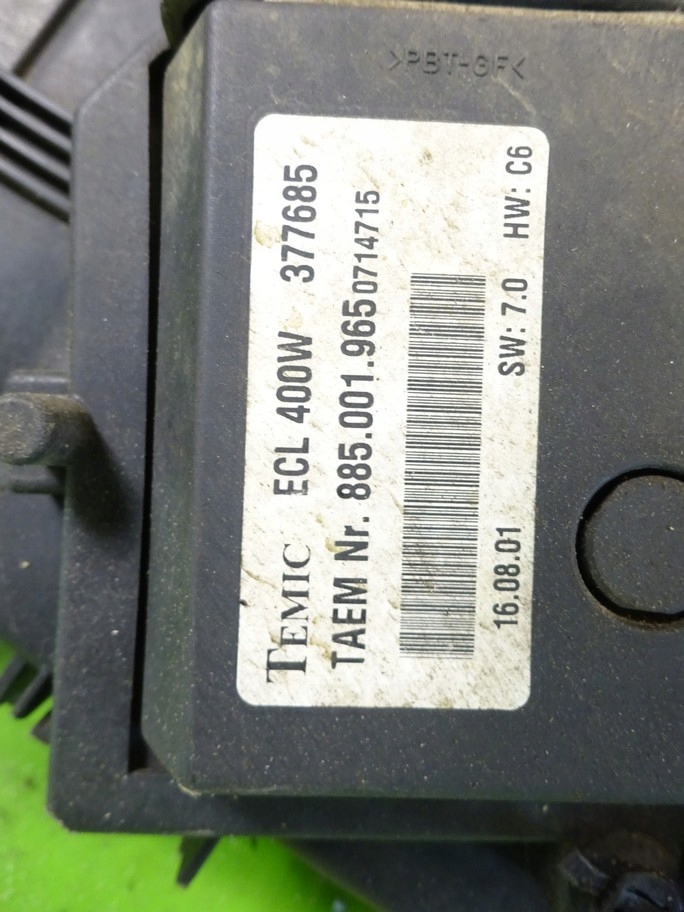 >PBT-GF<
TEMIC ECL 400W 377685
TAEM Nr. 885.001.965 0714715
16.08.01 SW: 7.0 HW: C6